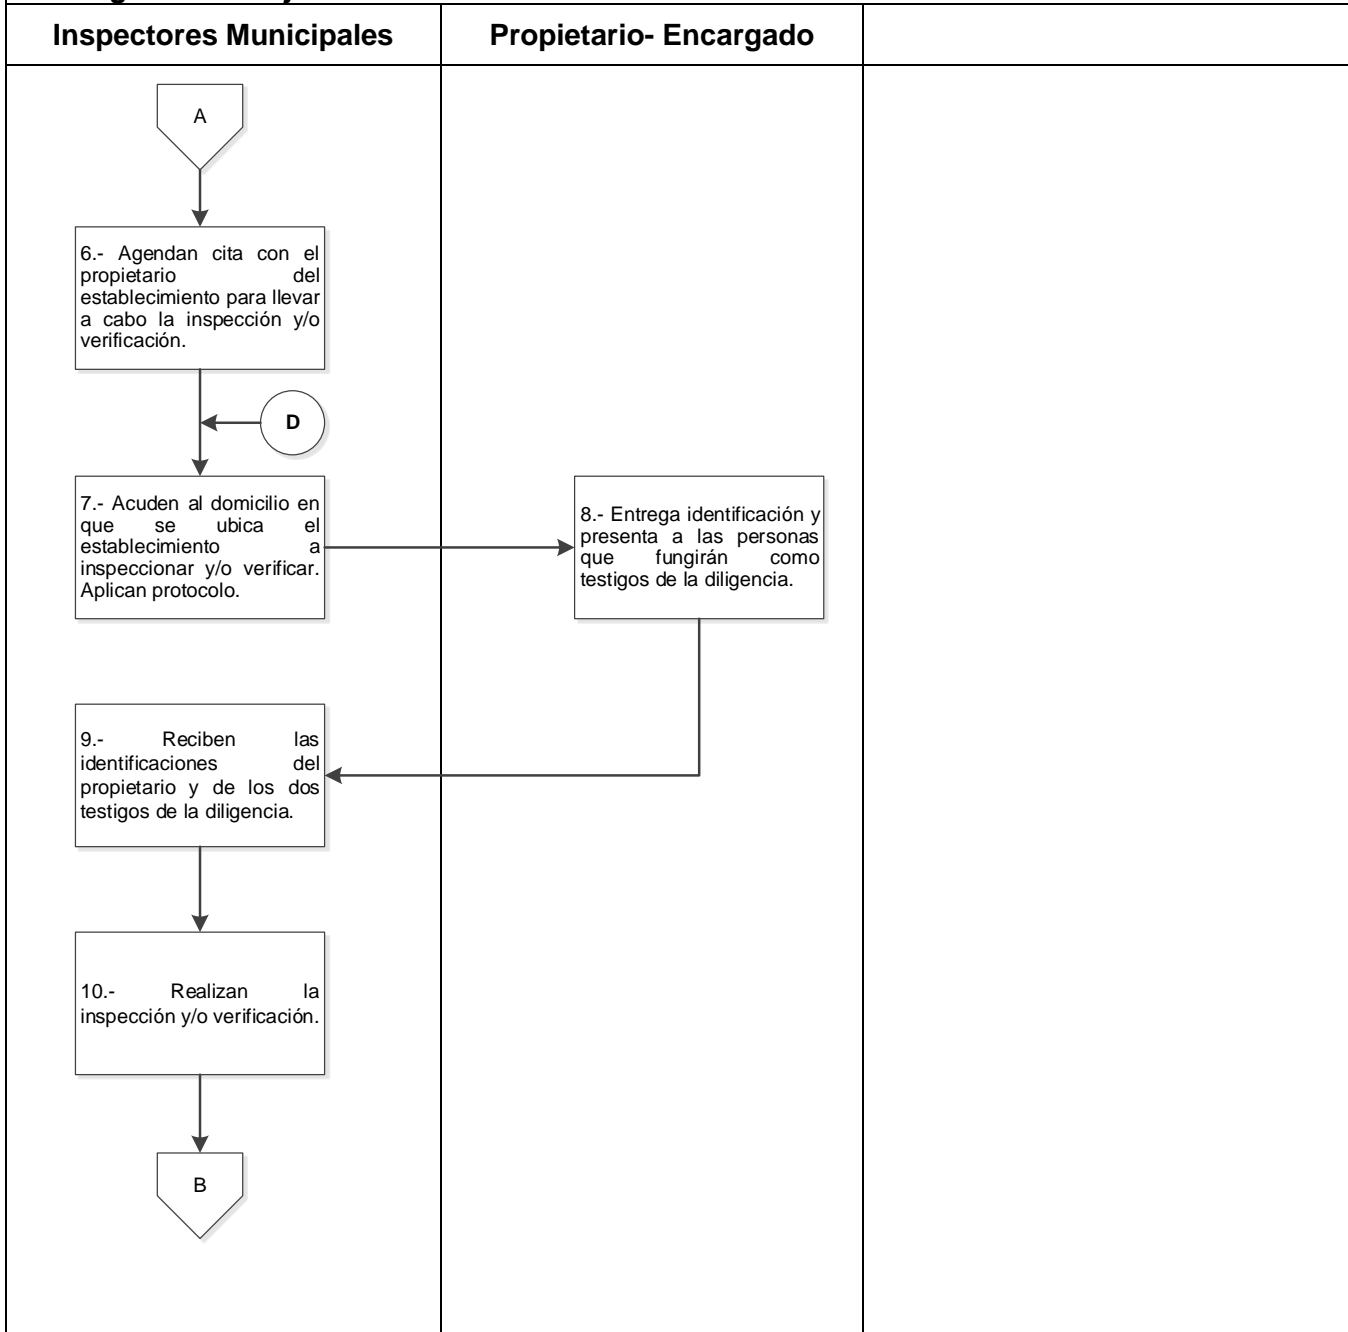 Inspectores Municipales
Propietario- Encargado
A
6.- Agendan cita con el
propietario del
establecimiento para llevar
a cabo la inspección y/o
verificación.
D
7.- Acuden al domicilio en
que se ubica el
establecimiento a
inspeccionar y/o verificar.
Aplican protocolo.
8.- Entrega identificación y
presenta a las personas
que fungirán como
testigos de la diligencia.
9.- Reciben las
identificaciones del
propietario y de los dos
testigos de la diligencia.
10.- Realizan la
inspección y/o verificación.
B